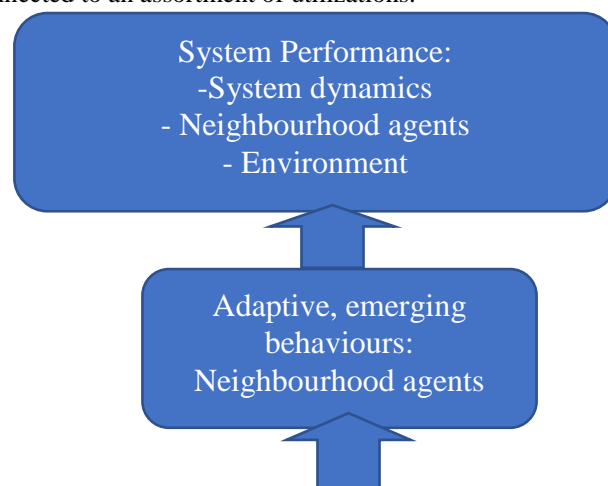 to an assortment of utilizations.
System Performance:
-System dynamics
- Neighbourhood agents
- Environment
Adaptive, emerging
behaviours:
Neighbourhood agents